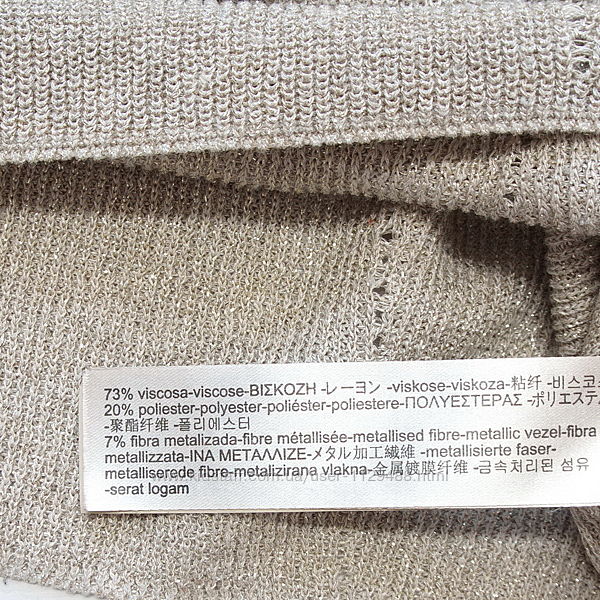 73% viscosa-viscose-ΒΙΣΚΟΖΗ -レーヨン -viskose-viskoza-粘纤 -비스코스
20% poliester-polyester-poliéster-poliestere-ΠΟΛΥΕΣΤΕΡΑΣ -ポリエステル
-聚酯纤维 -폴리에스터
7% fibra metalizada-fibre métallisée-metallised fibre-metallic vezel-fibra
metallizzata-ΙΝΑ ΜΕΤΑΛΛΙΖΕ-メタル加工繊維 -metallisierte faser-
metalliserede fibre-metalizirana vlakna-金属镀膜纤维 -금속처리된 섬유
-serat logam